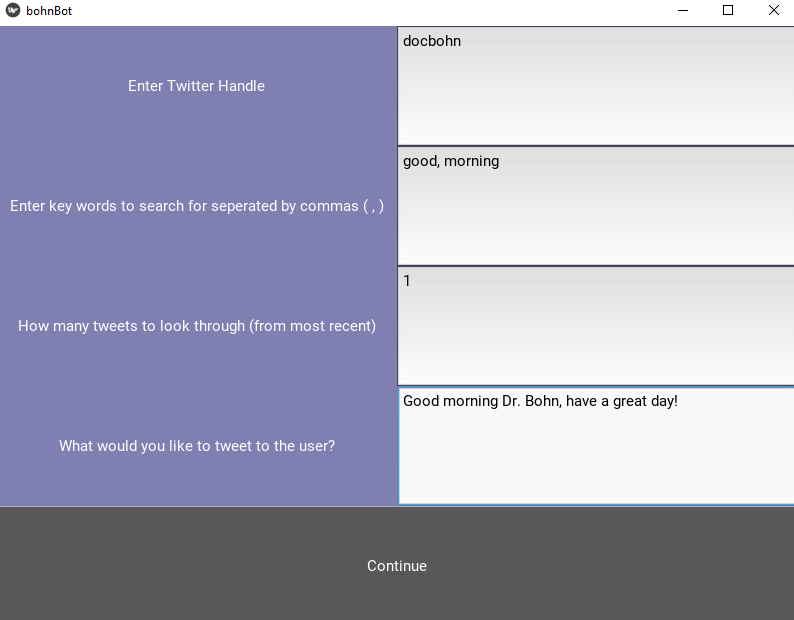 bohnBot
Enter Twitter Handle
docbohn
Enter key words to search for seperated by commas ( , )
good, morning
How many tweets to look through (from most recent)
1
What would you like to tweet to the user?
Good morning Dr. Bohn, have a great day!
Continue